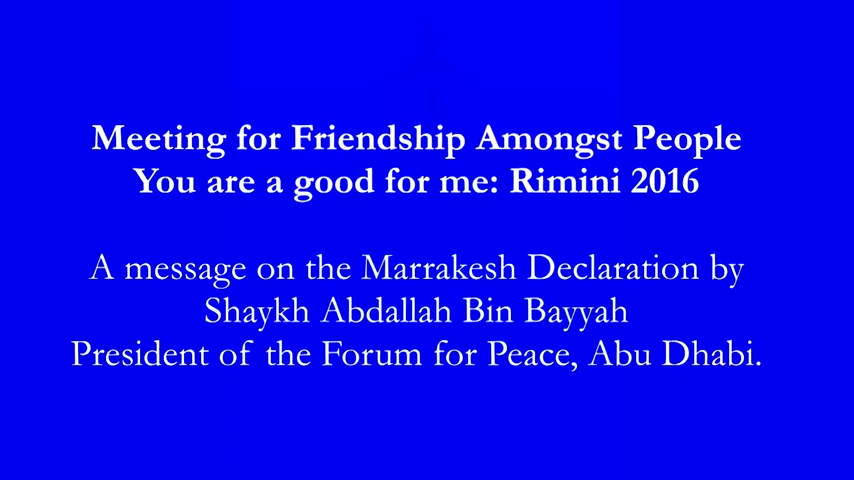 Meeting for Friendship Amongst People
You are a good for me: Rimini 2016
A message on the Marrakesh Declaration by
Shaykh Abdallah Bin Bayyah
President of the Forum for Peace, Abu Dhabi.